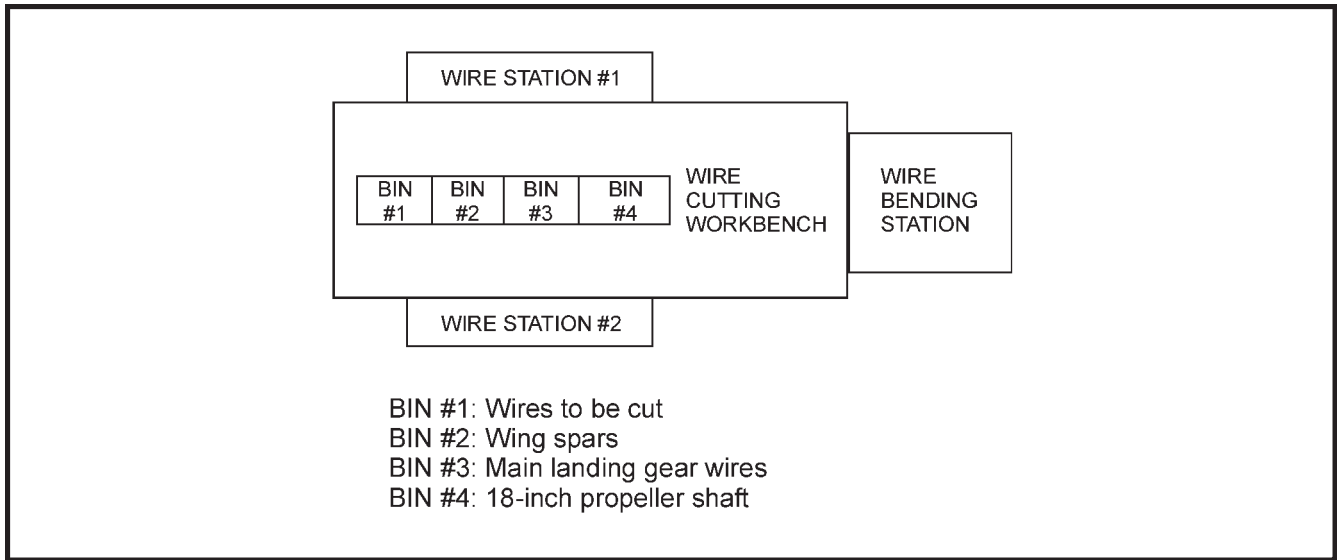 WIRE STATION #1
BIN
#1
BIN
#2
BIN
#3
BIN
#4
WIRE
CUTTING
WORKBENCH
WIRE
BENDING
STATION
WIRE STATION #2
BIN #1: Wires to be cut
BIN #2: Wing spars
BIN #3: Main landing gear wires
BIN #4: 18-inch propeller shaft